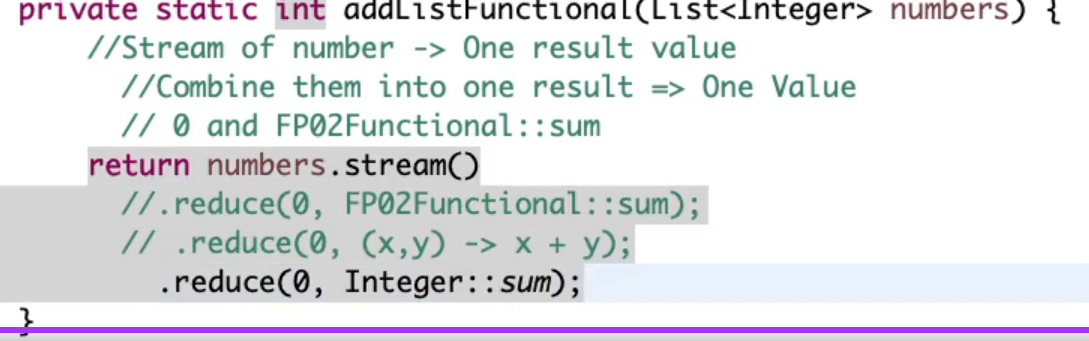 private static int addListFunctional(List<Integer> numbers) {
//Stream of number -> One result value
//Combine them into one result => One Value
// 0 and FP02Functional::sum
return numbers.stream()
//.reduce(0, FP02Functional::sum);
// .reduce(0, (x,y) -> x + y);
.reduce(0, Integer::sum);
}